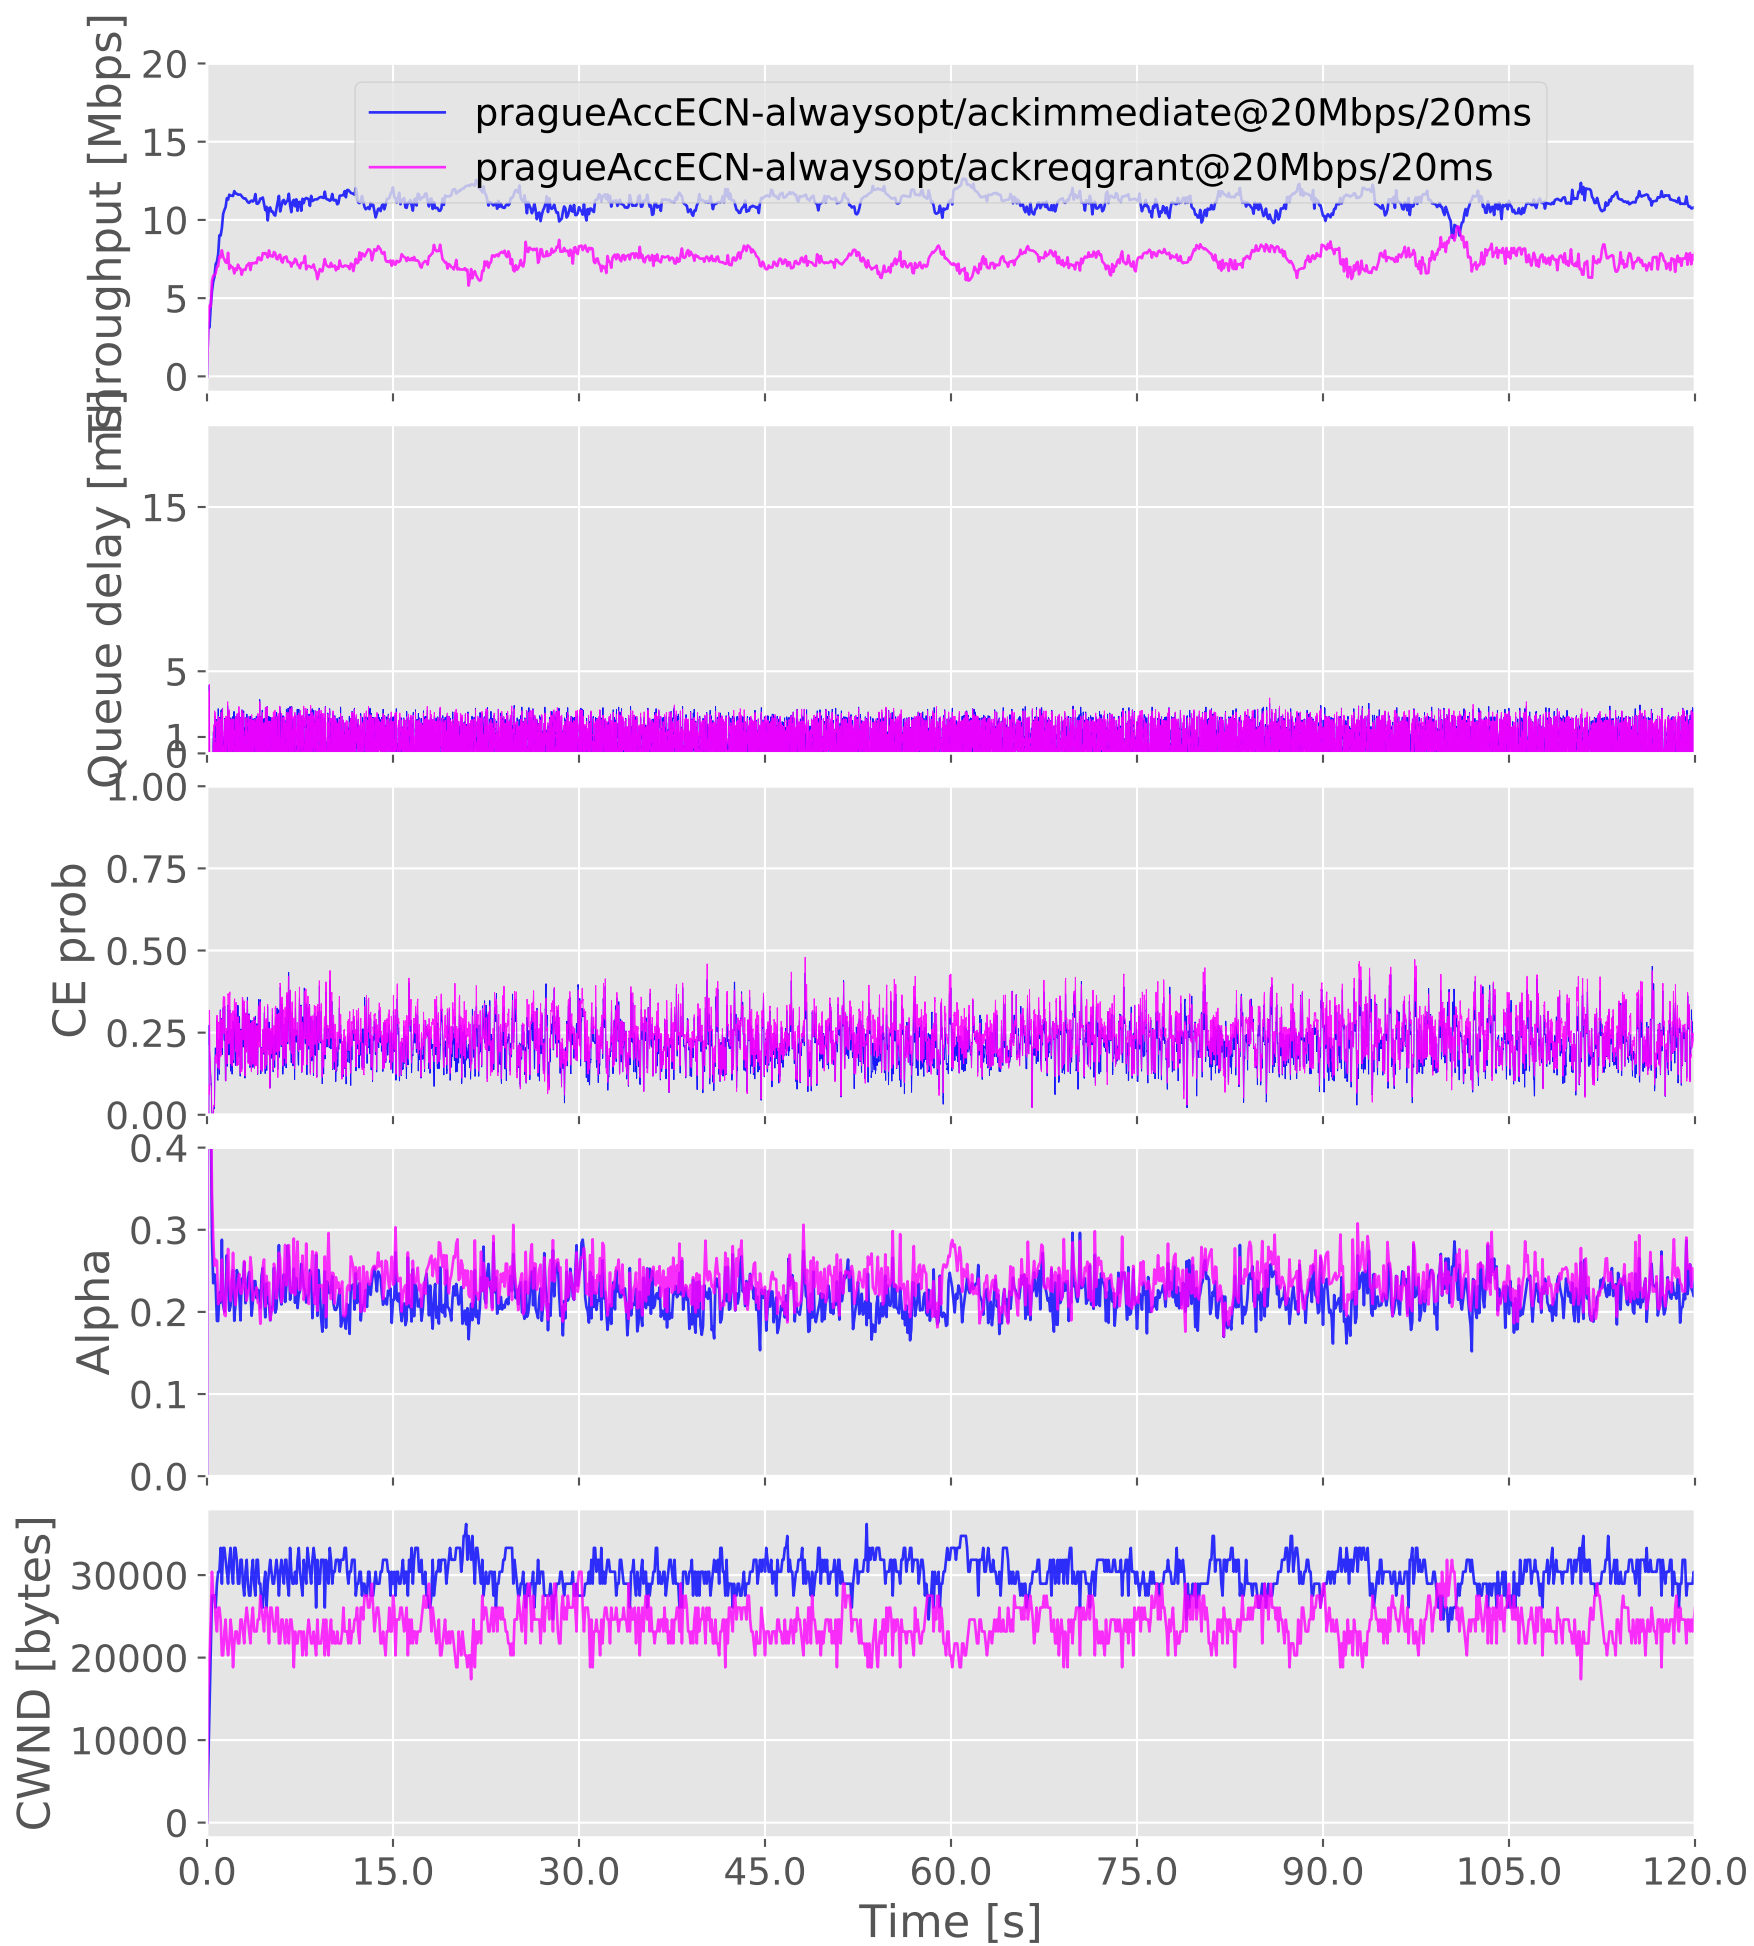 Throughput [Mbps]
20
15
10
5
0
pragueAccECN-alwaysopt/ackimmediate@20Mbps/20ms
pragueAccECN-alwaysopt/ackreqgrant@20Mbps/20ms
Queue delay [ms]
15
5
1
0
CE prob
1.00
0.75
0.50
0.25
0.00
Alpha
0.4
0.3
0.2
0.1
0.0
CWND [bytes]
30000
20000
10000
0
0.0 15.0 30.0 45.0 60.0 75.0 90.0 105.0 120.0
Time [s]